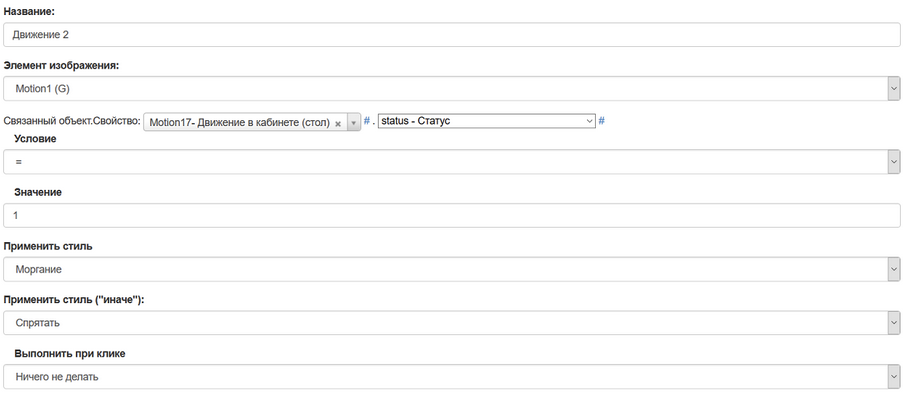 Название:
Движение 2
Элемент изображения:
Motion1 (G)
Связанный объект.Свойство: Motion17- Движение в кабинете (стол) × # . status - Статус #
Условие
=
Значение
1
Применить стиль
Моргание
Применить стиль ("иначе"):
Спрятать
Выполнить при клике
Ничего не делать